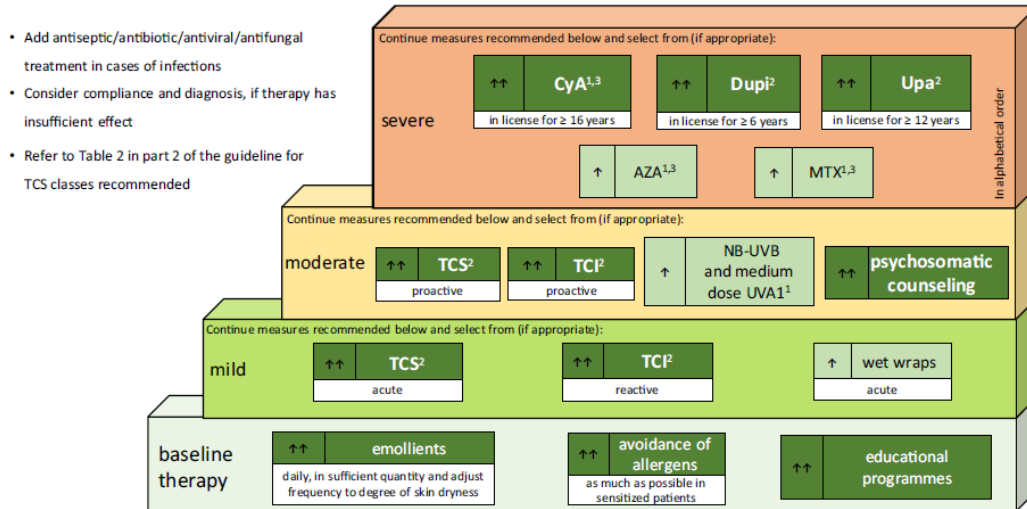 • Add antiseptic/antibiotic/antiviral/antifungal
treatment in cases of infections
• Consider compliance and diagnosis, if therapy has
insufficient effect
• Refer to Table 2 in part 2 of the guideline for
TCS classes recommended
Continue measures recommended below and select from (if appropriate):
severe
↑↑ CyA¹,³
in license for ≥ 16 years
↑↑ Dupi²
in license for ≥ 6 years
↑↑ Upa²
in license for ≥ 12 years
↑ AZA¹,³
↑ MTX¹,³
In alphabetical order
Continue measures recommended below and select from (if appropriate):
moderate
↑↑ TCS²
proactive
↑↑ TCI²
proactive
↑ NB-UVB
and medium
dose UVA1¹
↑↑ psychosomatic
counseling
Continue measures recommended below and select from (if appropriate):
mild
↑↑ TCS²
acute
↑↑ TCI²
reactive
↑ wet wraps
acute
baseline
therapy
↑↑ emollients
daily, in sufficient quantity and adjust
frequency to degree of skin dryness
↑↑ avoidance of
allergens
as much as possible in
sensitized patients
↑↑ educational
programmes